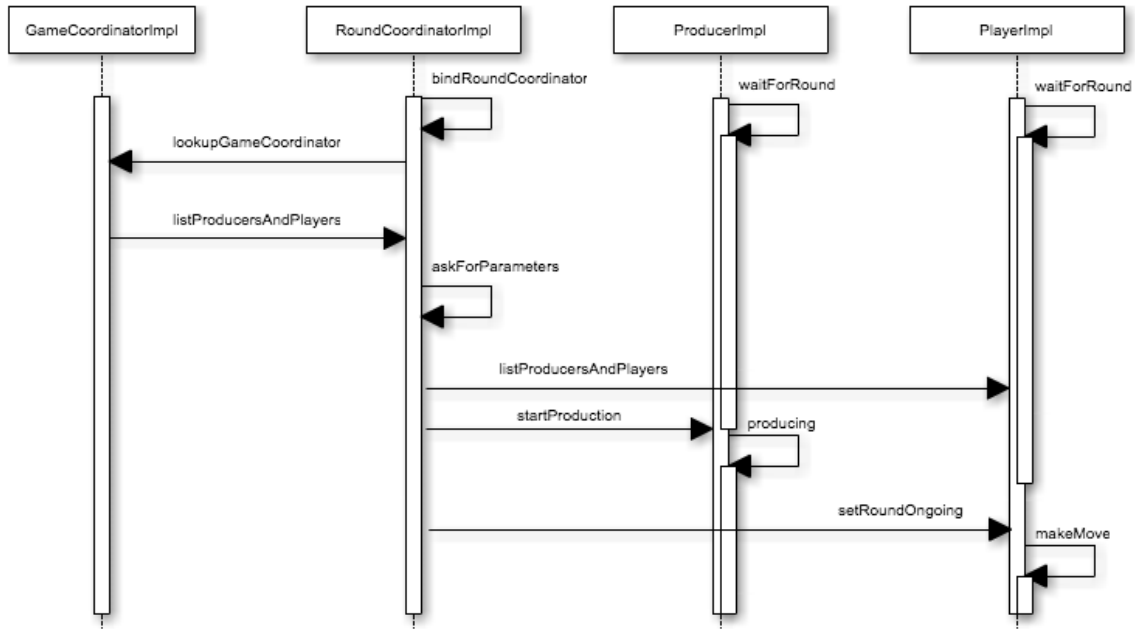 GameCoordinatorImpl
RoundCoordinatorImpl
ProducerImpl
PlayerImpl
bindRoundCoordinator
waitForRound
waitForRound
lookupGameCoordinator
listProducersAndPlayers
askForParameters
listProducersAndPlayers
startProduction
producing
setRoundOngoing
makeMove